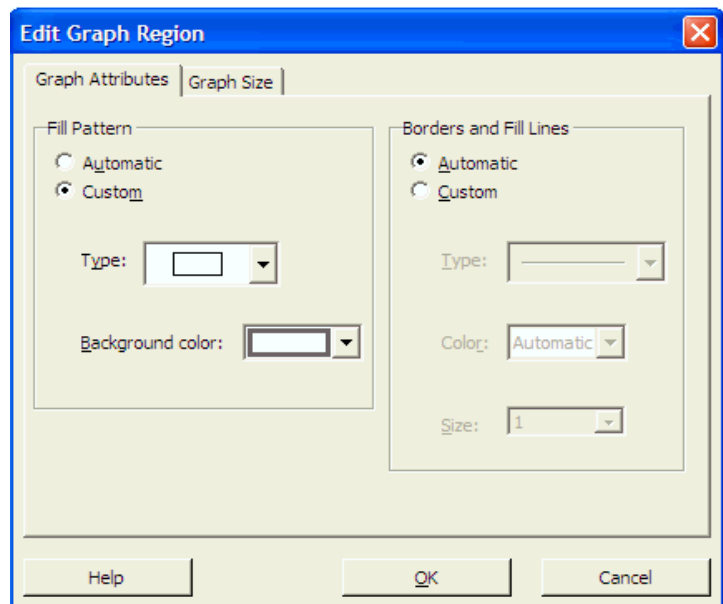 Edit Graph Region
Graph Attributes
Graph Size
Fill Pattern
Automatic
Custom
Type:
Background color:
Borders and Fill Lines
Automatic
Custom
Type:
Color: Automatic
Size: 1
Help
OK
Cancel